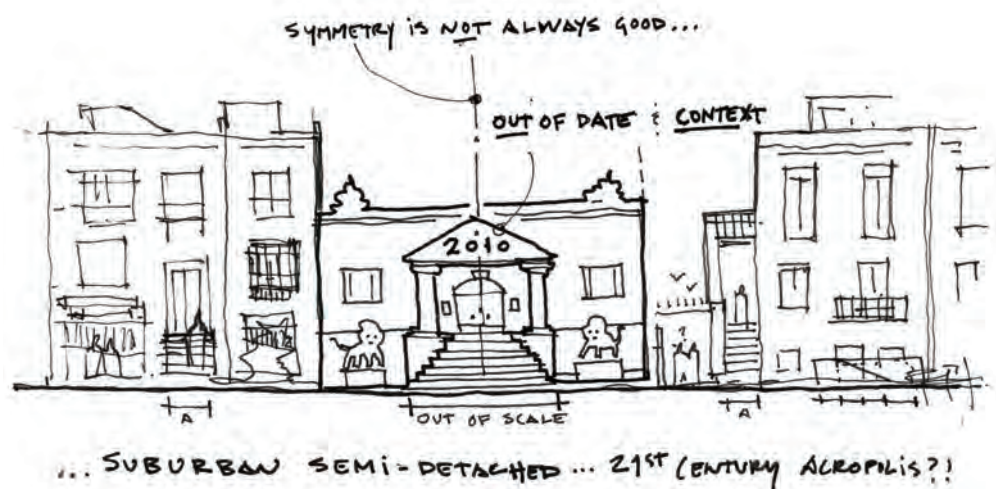 SYMMETRY IS NOT ALWAYS GOOD...
OUT OF DATE & CONTEXT
2010
A
OUT OF SCALE
A
... SUBURBAN SEMI-DETACHED ... 21ST CENTURY ACROPOLIS?!